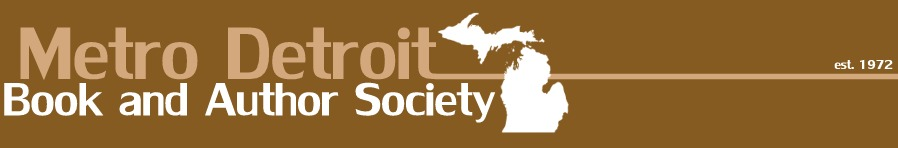 Metro Detroit
est. 1972
Book and Author Society